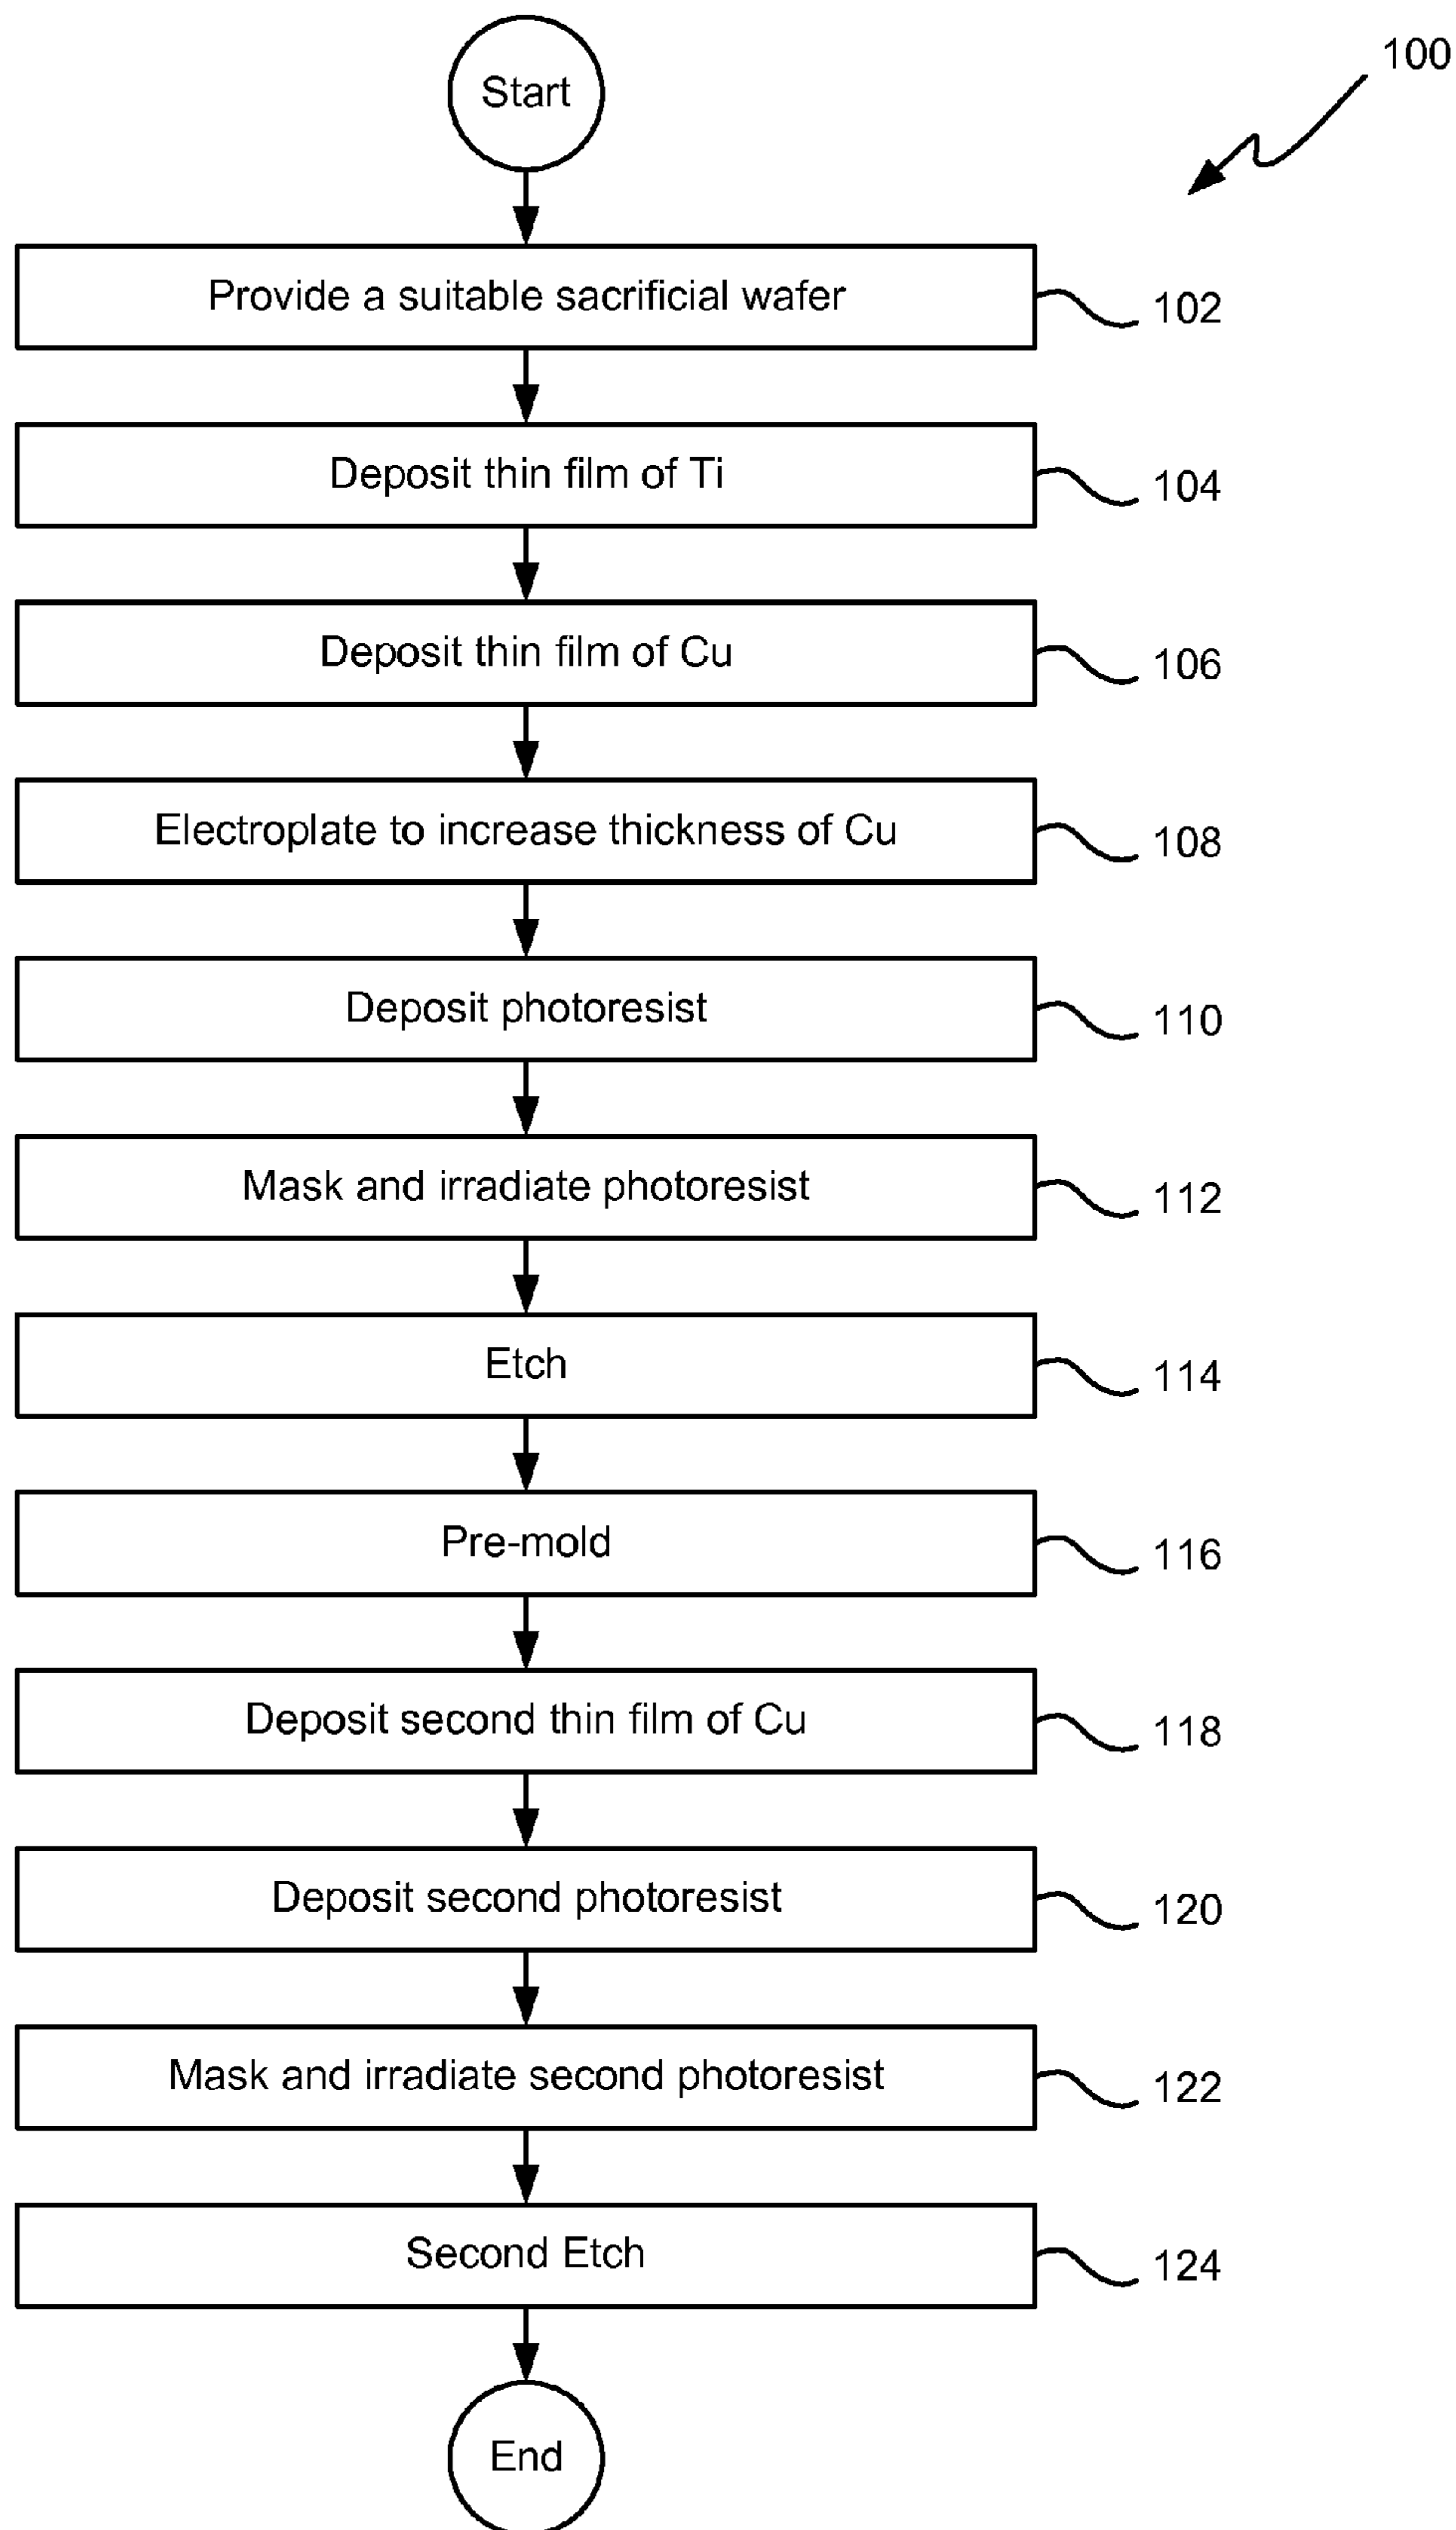 100
Start
Provide a suitable sacrificial wafer
102
Deposit thin film of Ti
104
Deposit thin film of Cu
106
Electroplate to increase thickness of Cu
108
Deposit photoresist
110
Mask and irradiate photoresist
112
Etch
114
Pre-mold
116
Deposit second thin film of Cu
118
Deposit second photoresist
120
Mask and irradiate second photoresist
122
Second Etch
124
End